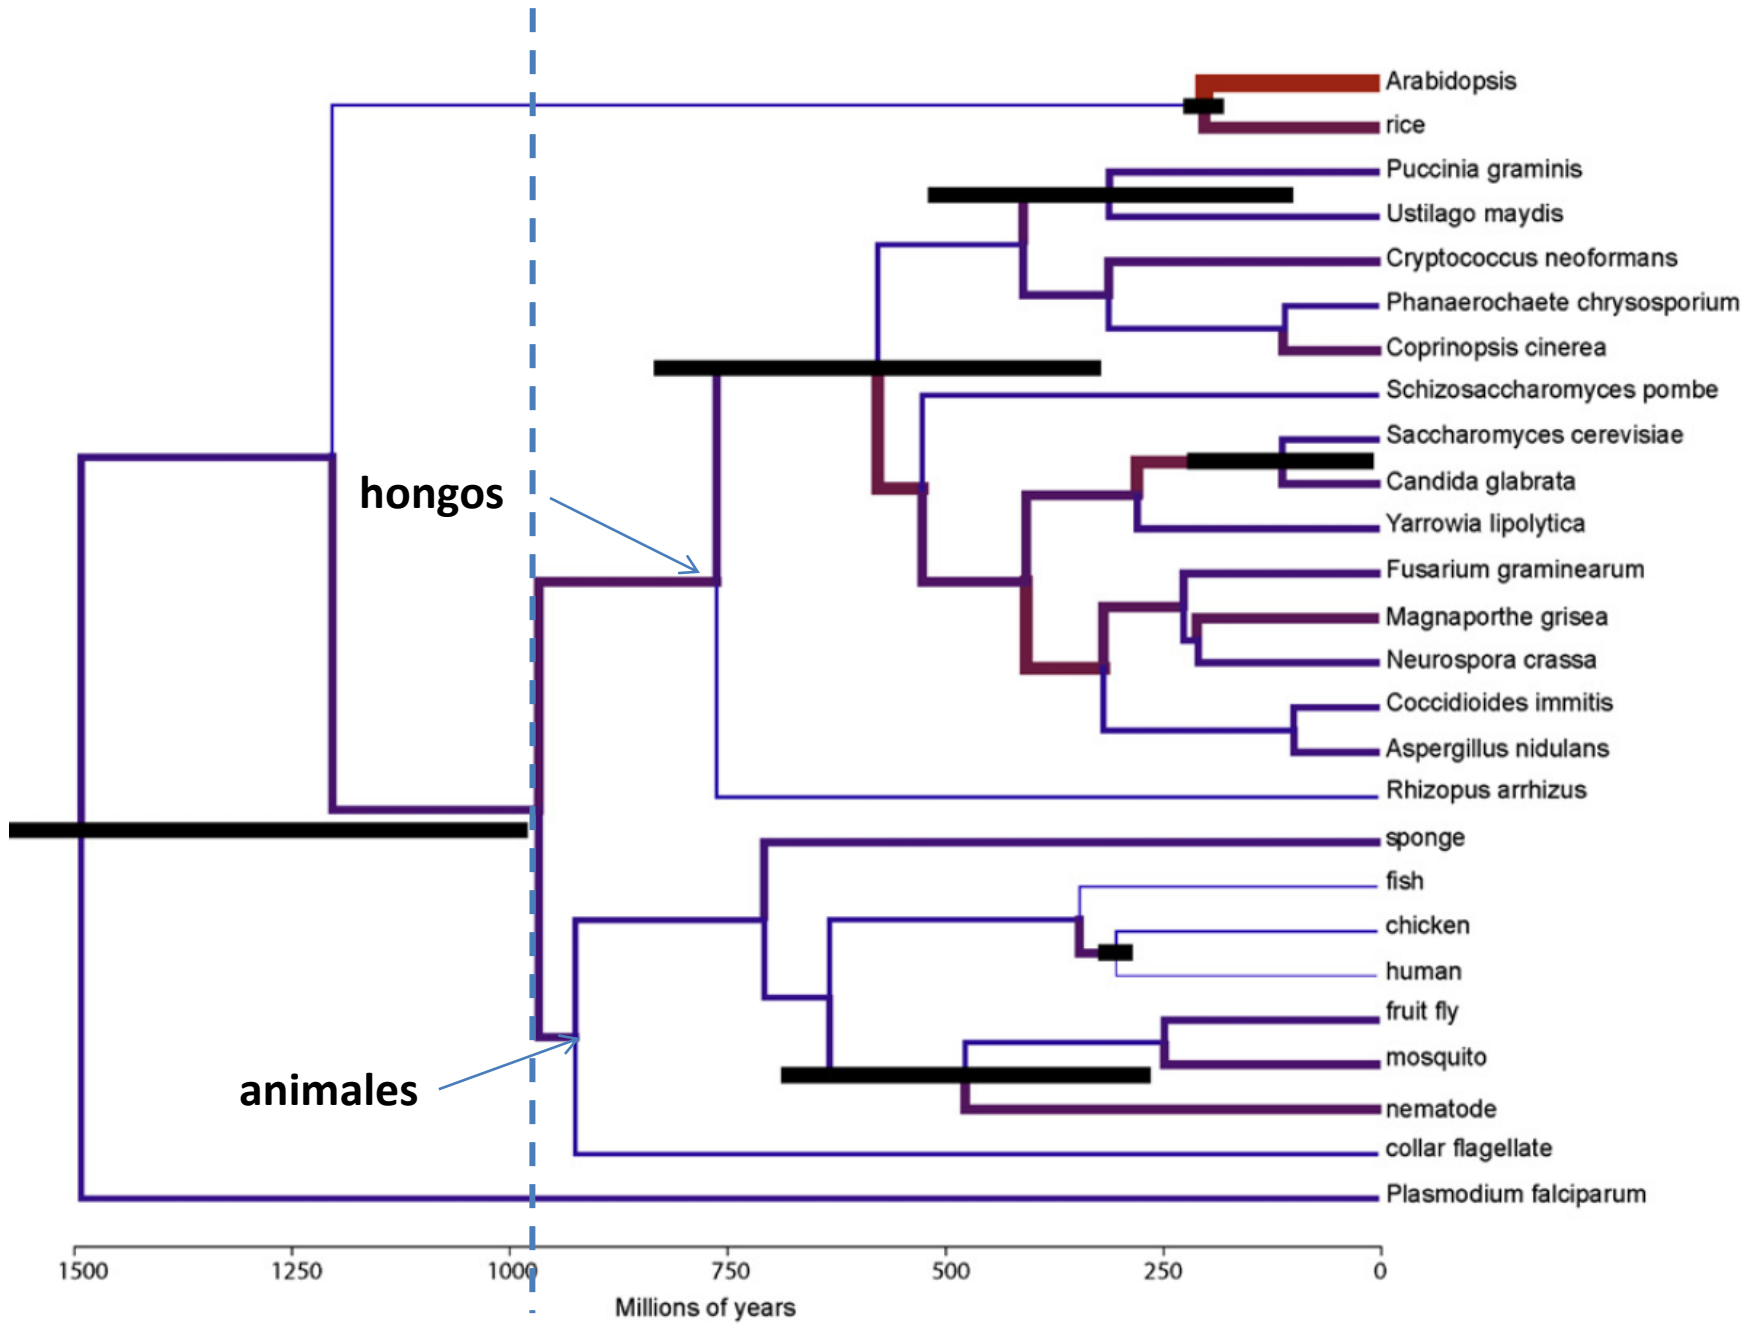 Arabidopsis
rice
Puccinia graminis
Ustilago maydis
Cryptococcus neoformans
Phanaerochaete chrysosporium
Coprinopsis cinerea
Schizosaccharomyces pombe
Saccharomyces cerevisiae
Candida glabrata
hongos
Yarrowia lipolytica
Fusarium graminearum
Magnaporthe grisea
Neurospora crassa
Coccidioides immitis
Aspergillus nidulans
Rhizopus arrhizus
sponge
fish
chicken
human
fruit fly
mosquito
animales
nematode
collar flagellate
Plasmodium falciparum
1500 1250 1000 750 500 250 0
Millions of years